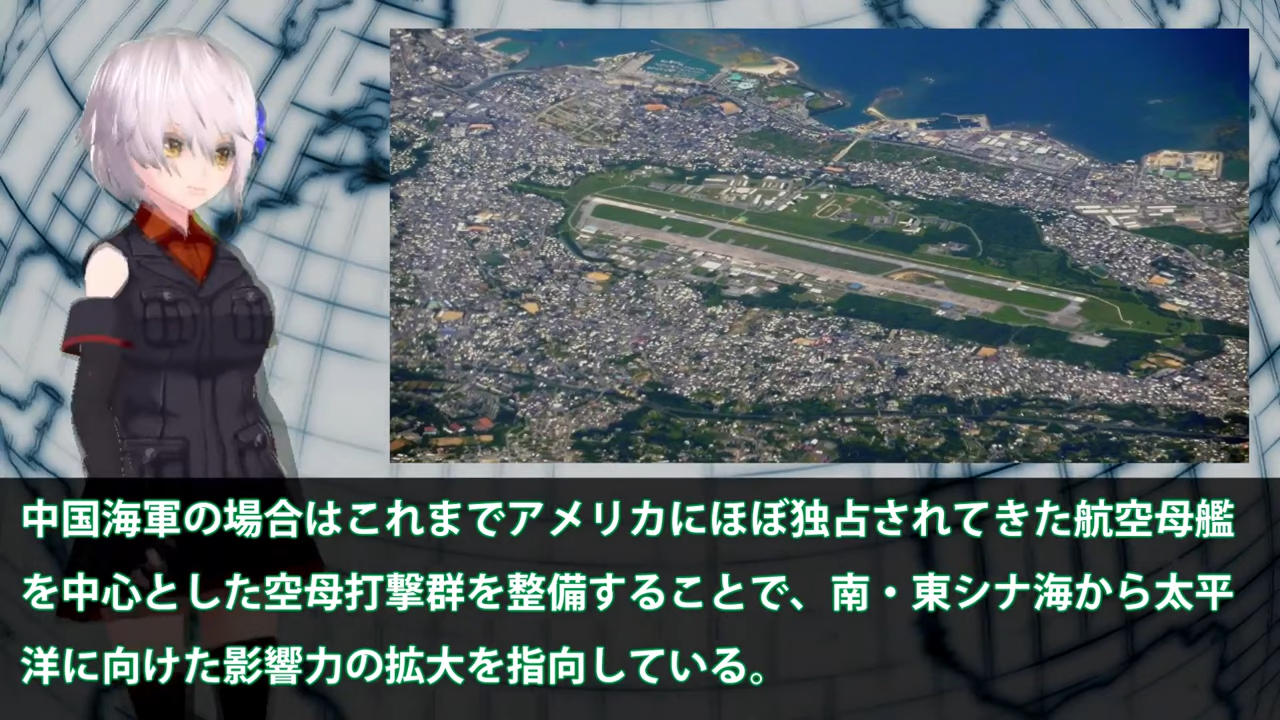 中国海軍の場合はこれまでアメリカにほぼ独占されてきた航空母艦
を中心とした空母打撃群を整備することで、南・東シナ海から太平
洋に向けた影響力の拡大を指向している。